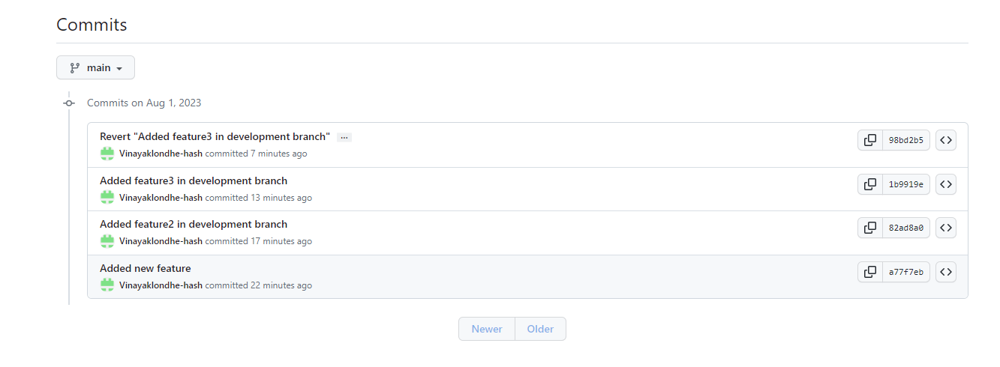 Commits
main
Commits on Aug 1, 2023
Revert "Added feature3 in development branch" ...
98bd2b5
Vinayaklondhe-hash committed 7 minutes ago
Added feature3 in development branch
1b9919e
Vinayaklondhe-hash committed 13 minutes ago
Added feature2 in development branch
82ad8a0
Vinayaklondhe-hash committed 17 minutes ago
Added new feature
a77f7eb
Vinayaklondhe-hash committed 22 minutes ago
Newer Older